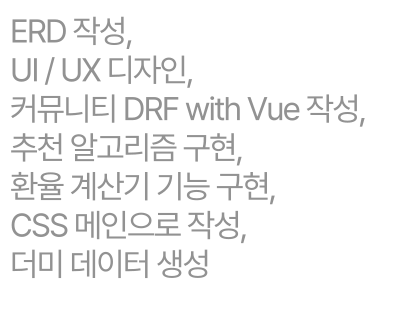 ERD 작성,
UI / UX 디자인,
커뮤니티 DRF with Vue 작성,
추천 알고리즘 구현,
환율 계산기 기능 구현,
CSS 메인으로 작성,
더미 데이터 생성